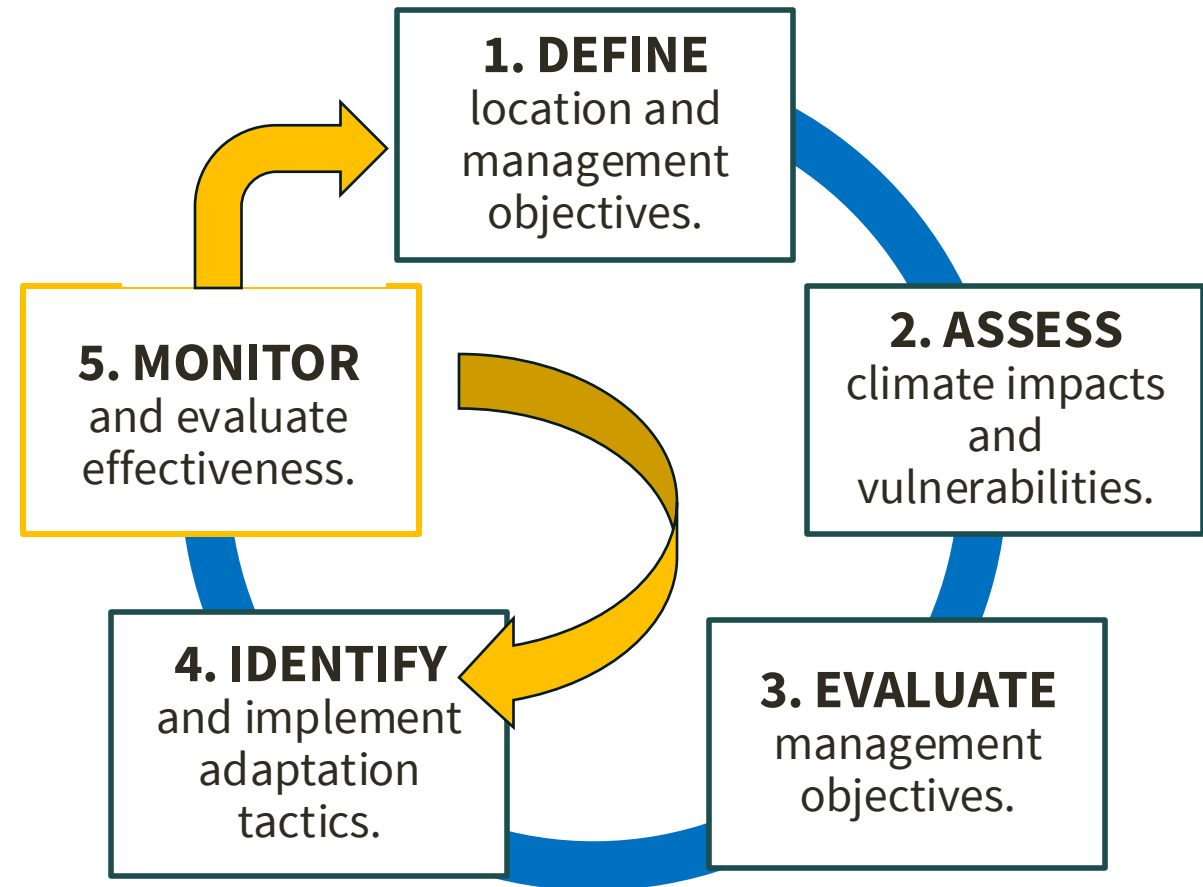 1. DEFINE
location and
management
objectives.
2. ASSESS
climate impacts
and
vulnerabilities.
3. EVALUATE
management
objectives.
4. IDENTIFY
and implement
adaptation
tactics.
5. MONITOR
and evaluate
effectiveness.